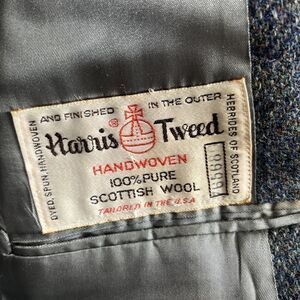 DYED, SPUN, HANDWOVEN
AND FINISHED IN THE OUTER
HEBRIDES OF SCOTLAND
®
Harris Tweed
HANDWOVEN
100% PURE
SCOTTISH WOOL
TAILORED IN THE U.S.A